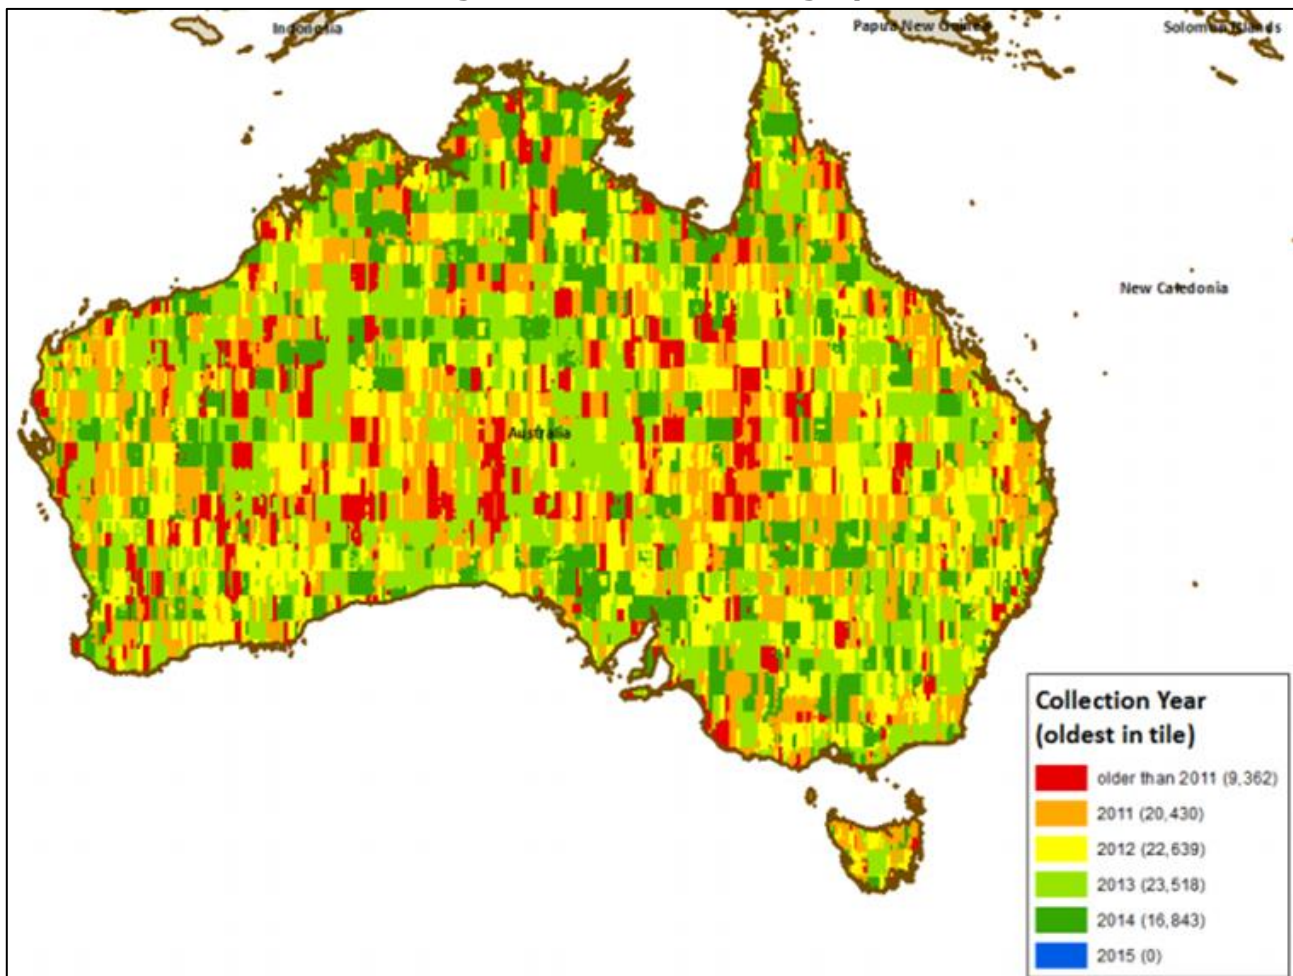 Indonesia
Papua New Guinea
Solomon Islands
New Caledonia
Australia
Collection Year
(oldest in tile)
older than 2011 (9,362)
2011 (20,430)
2012 (22,639)
2013 (23,518)
2014 (16,843)
2015 (0)